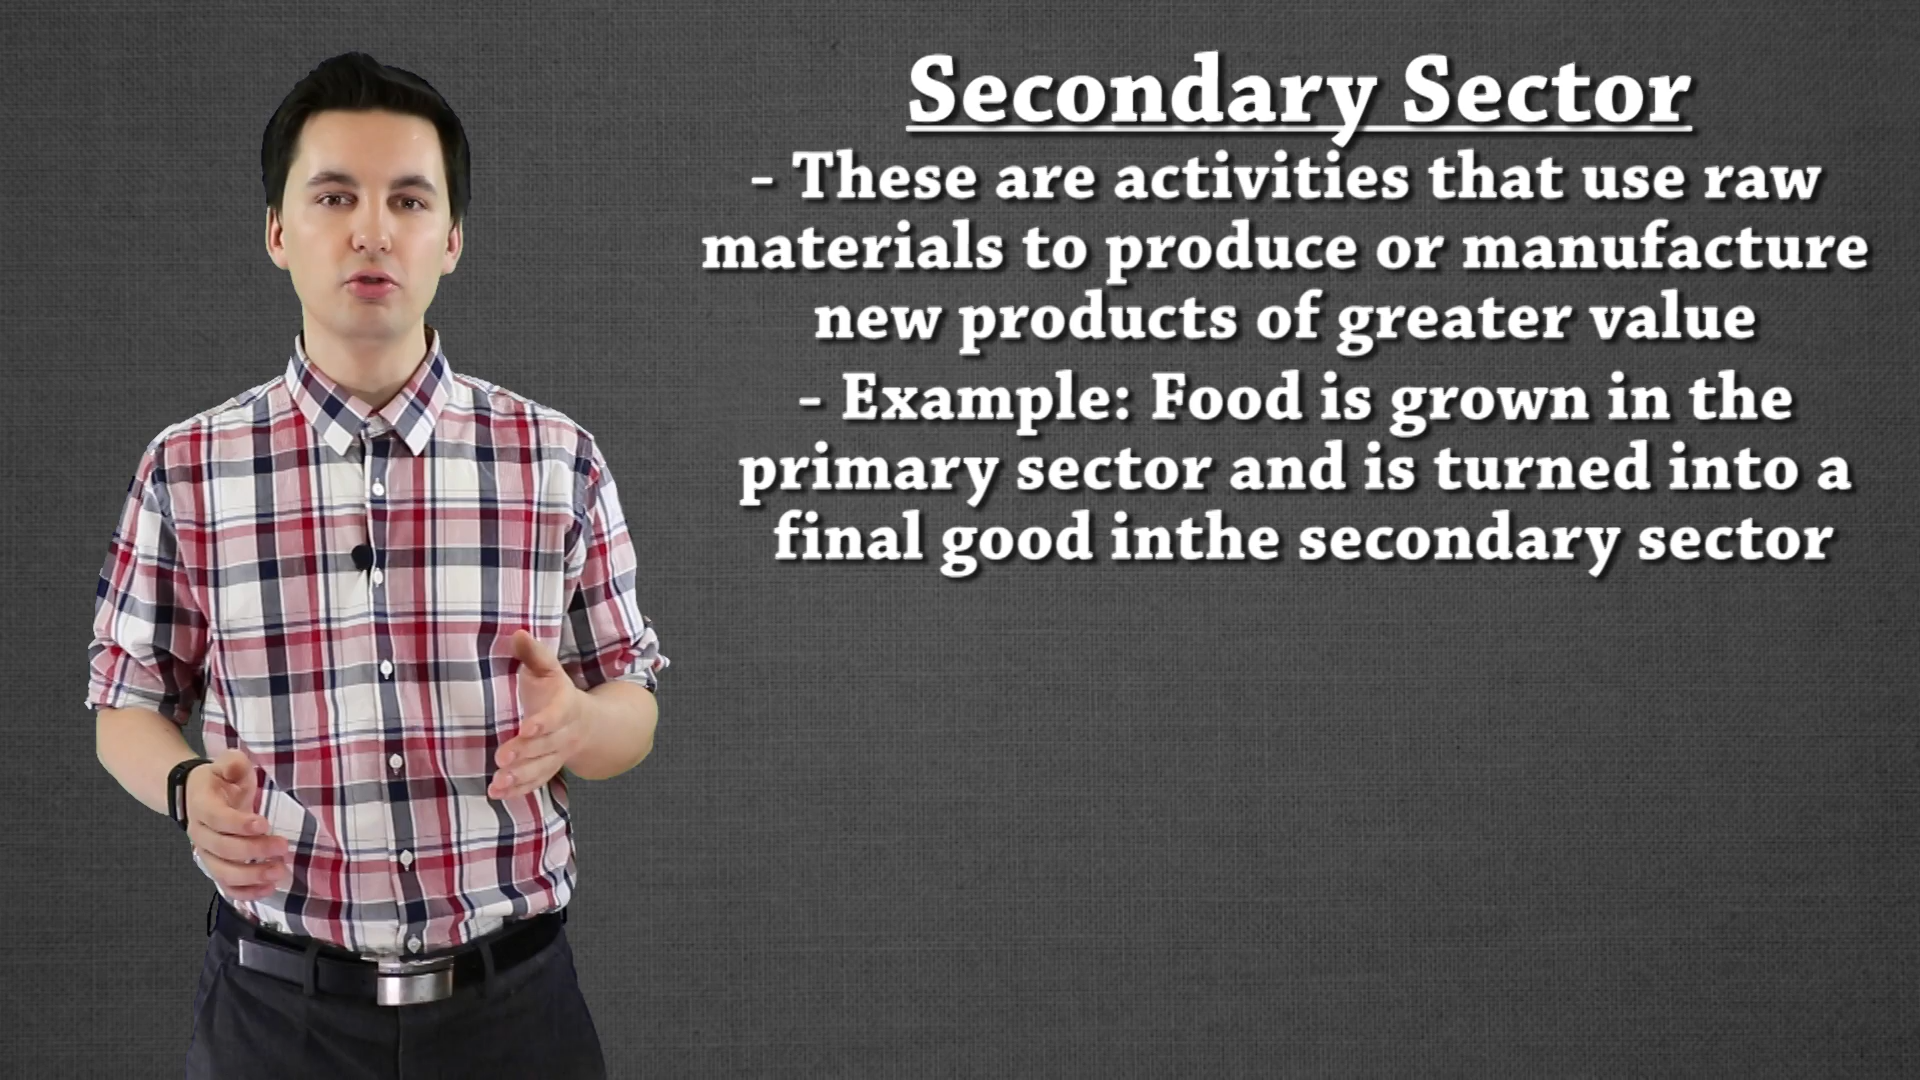 Secondary Sector
- These are activities that use raw
materials to produce or manufacture
new products of greater value
- Example: Food is grown in the
primary sector and is turned into a
final good inthe secondary sector